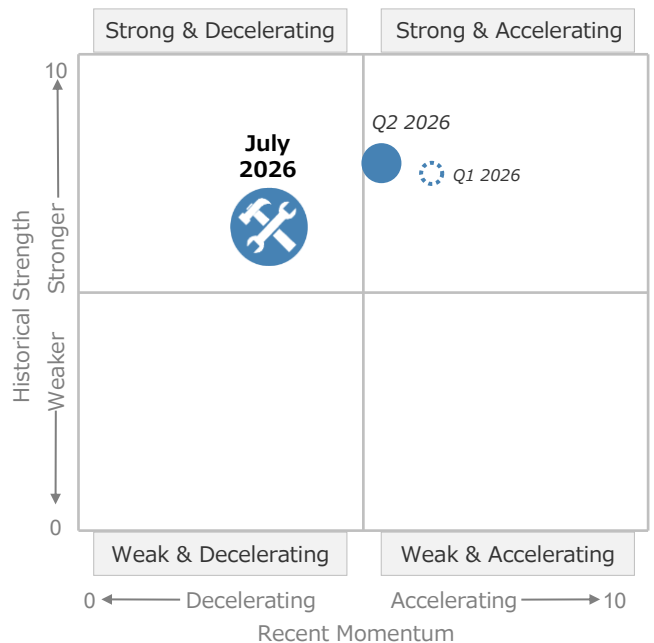 Strong & Decelerating
Strong & Accelerating
10
Q2 2026
July
2026
Q1 2026
Historical Strength
Stronger
Weaker
0
Weak & Decelerating
Weak & Accelerating
0
Decelerating
Accelerating
10
Recent Momentum